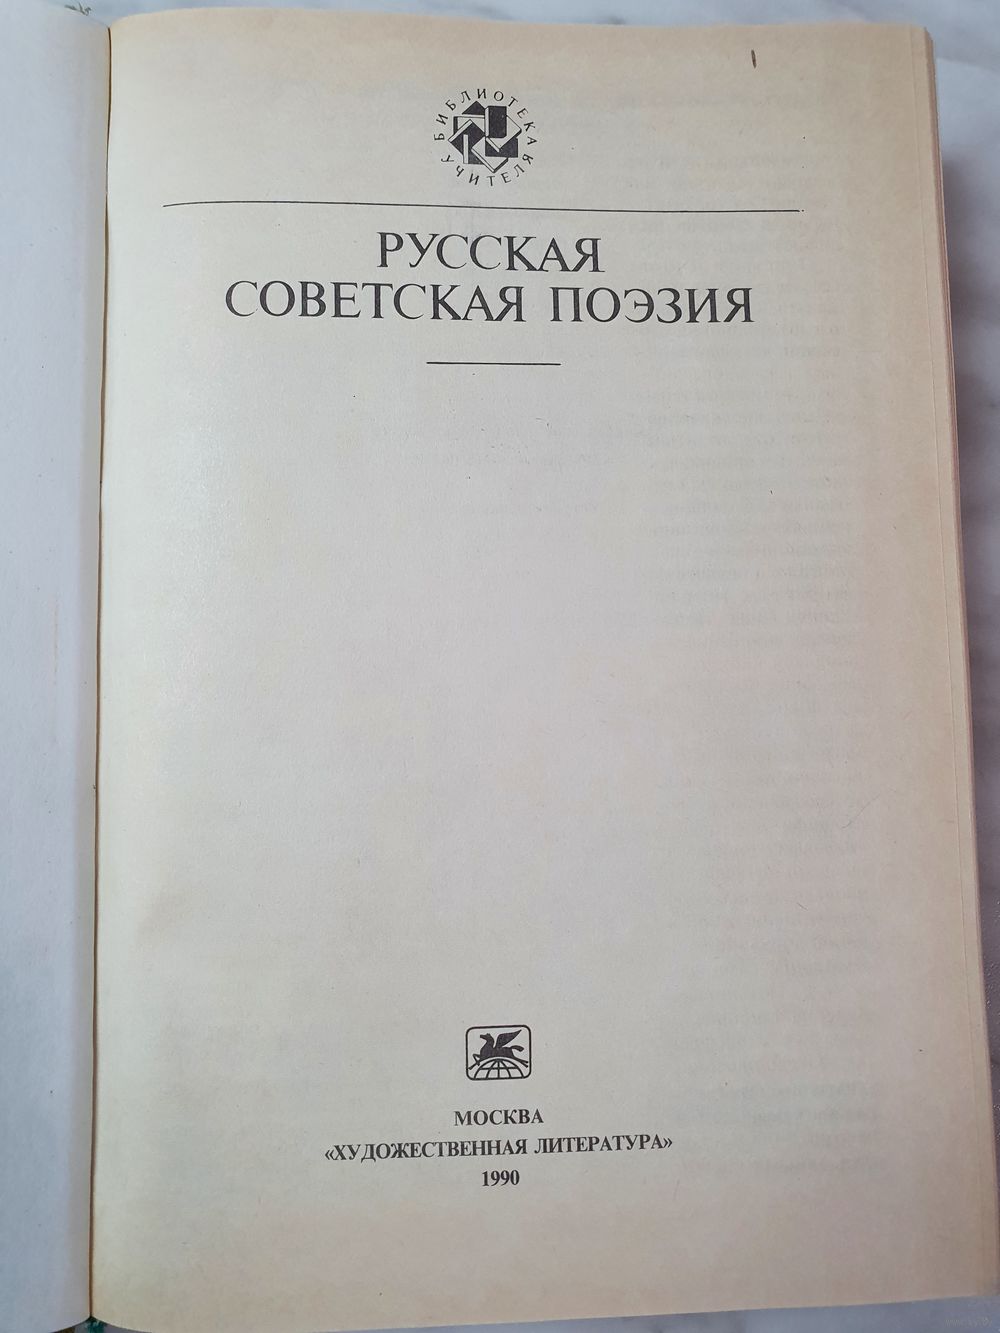 БИБЛИОТЕКА УЧИТЕЛЯ
РУССКАЯ
СОВЕТСКАЯ ПОЭЗИЯ
МОСКВА
«ХУДОЖЕСТВЕННАЯ ЛИТЕРАТУРА»
1990